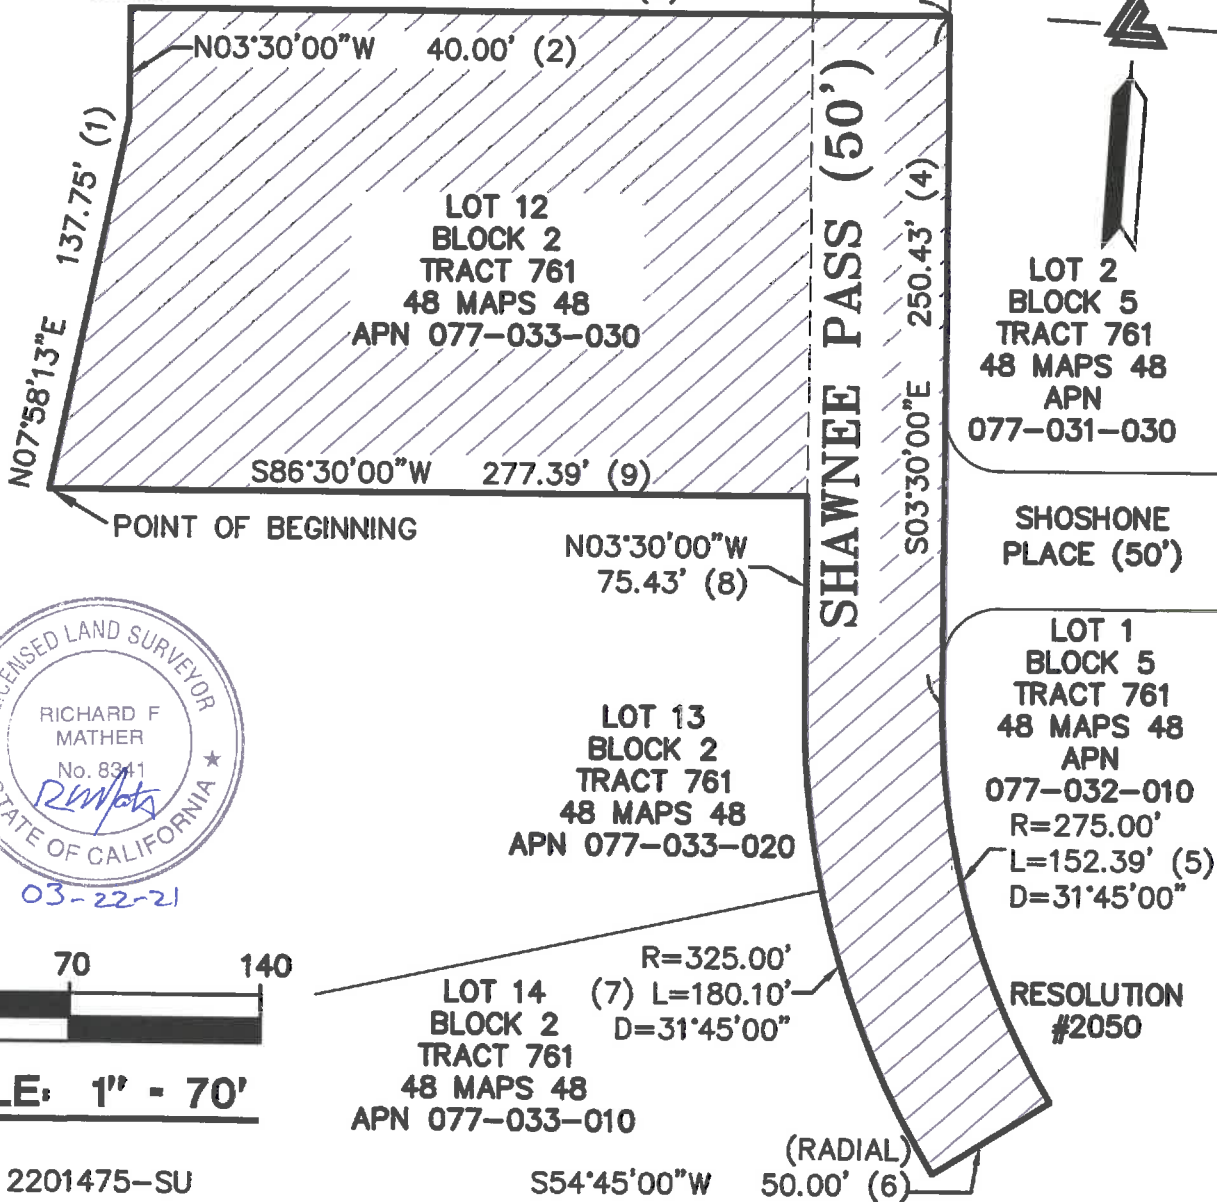 N03°30'00"W 40.00' (2)
137.75' (1)
N07°58'13"E
LOT 12
BLOCK 2
TRACT 761
48 MAPS 48
APN 077-033-030
SHAWNEE PASS (50')
S03°30'00"E 250.43' (4)
LOT 2
BLOCK 5
TRACT 761
48 MAPS 48
APN
077-031-030
S86°30'00"W 277.39' (9)
POINT OF BEGINNING
N03°30'00"W
75.43' (8)
SHOSHONE
PLACE (50')
LOT 1
BLOCK 5
TRACT 761
48 MAPS 48
APN
077-032-010
R=275.00'
L=152.39' (5)
D=31°45'00"
LICENSED LAND SURVEYOR
RICHARD F
MATHER
No. 8341
STATE OF CALIFORNIA
03-22-21
LOT 13
BLOCK 2
TRACT 761
48 MAPS 48
APN 077-033-020
70 140
LE: 1" = 70'
R=325.00'
(7) L=180.10'
D=31°45'00"
LOT 14
BLOCK 2
TRACT 761
48 MAPS 48
APN 077-033-010
RESOLUTION
#2050
(RADIAL)
S54°45'00"W 50.00' (6)
2201475-SU